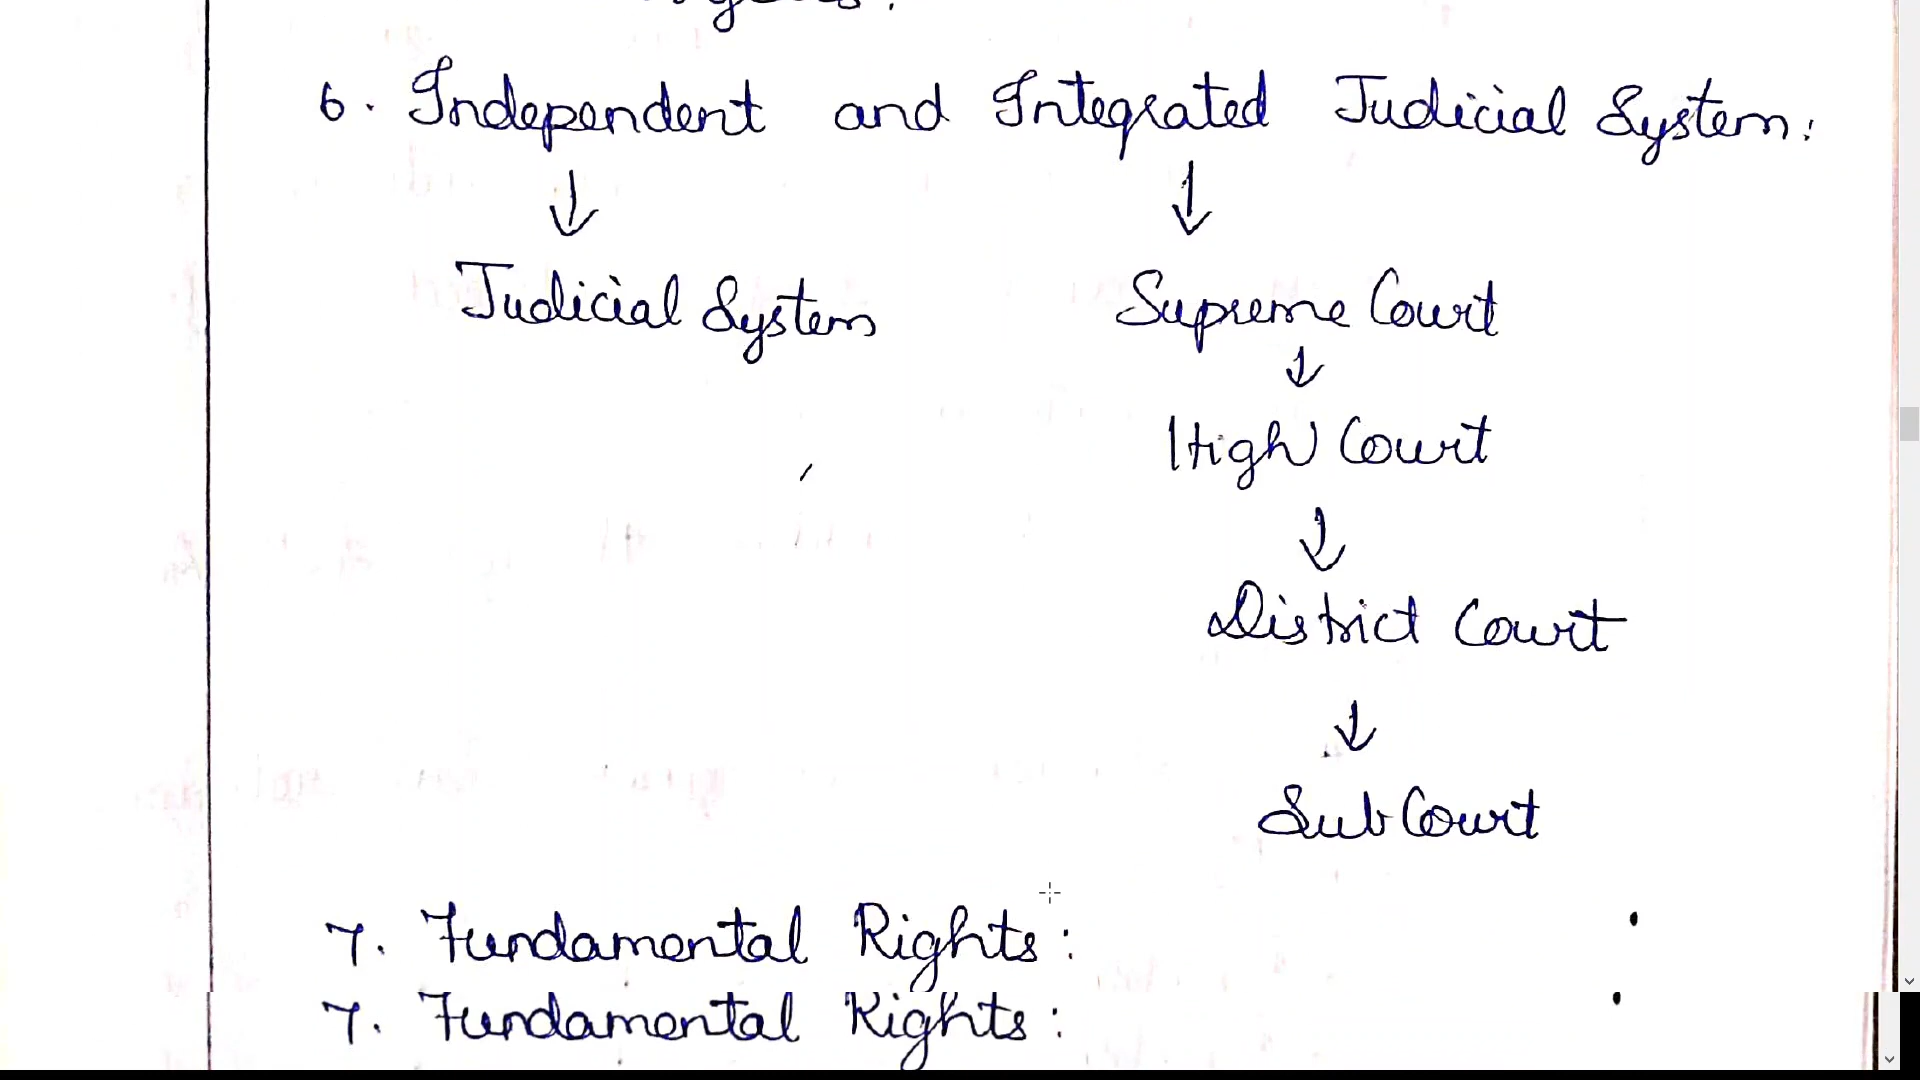 6. Independent and Integrated Judicial System:
↓ ↓
Judicial System Supreme Court
↓
High Court
↓
District Court
↓
Sub Court
7. Fundamental Rights:
7. Fundamental Rights: